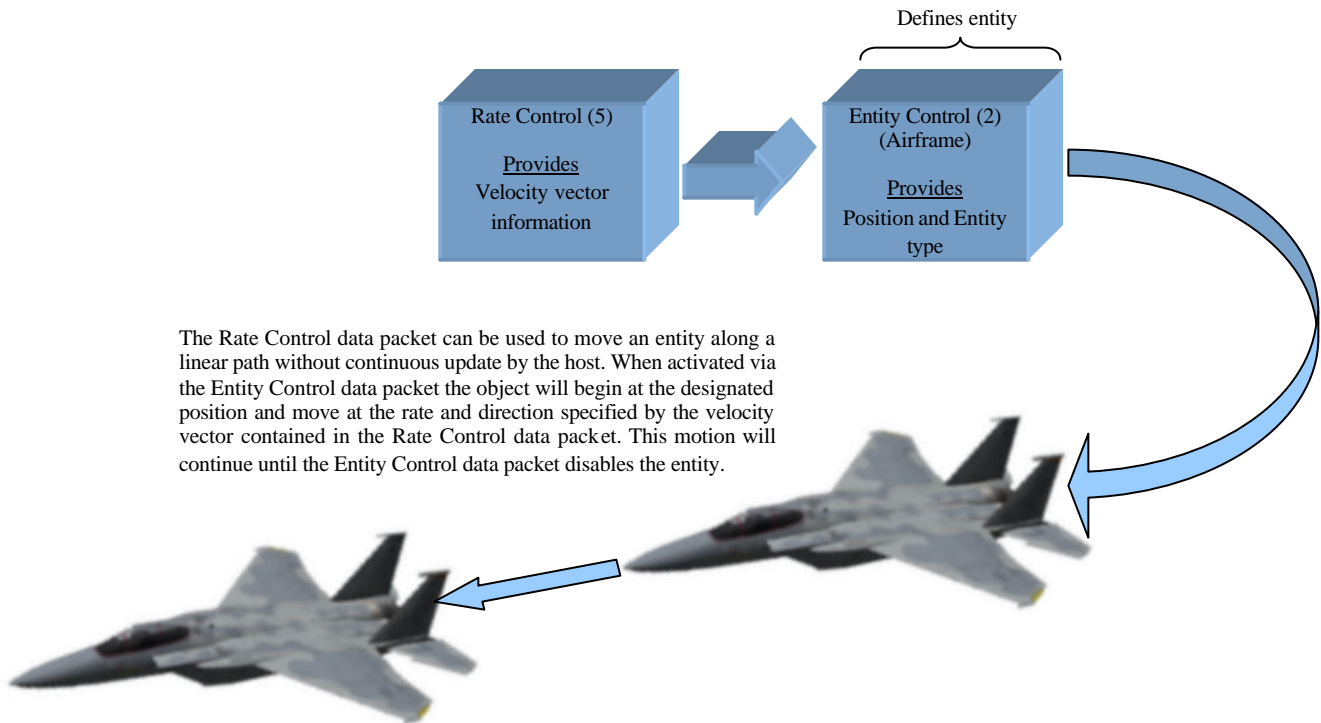 Defines entity
Rate Control (5)
Provides
Velocity vector
information
Entity Control (2)
(Airframe)
Provides
Position and Entity
type
The Rate Control data packet can be used to move an entity along a
linear path without continuous update by the host. When activated via
the Entity Control data packet the object will begin at the designated
position and move at the rate and direction specified by the velocity
vector contained in the Rate Control data packet. This motion will
continue until the Entity Control data packet disables the entity.